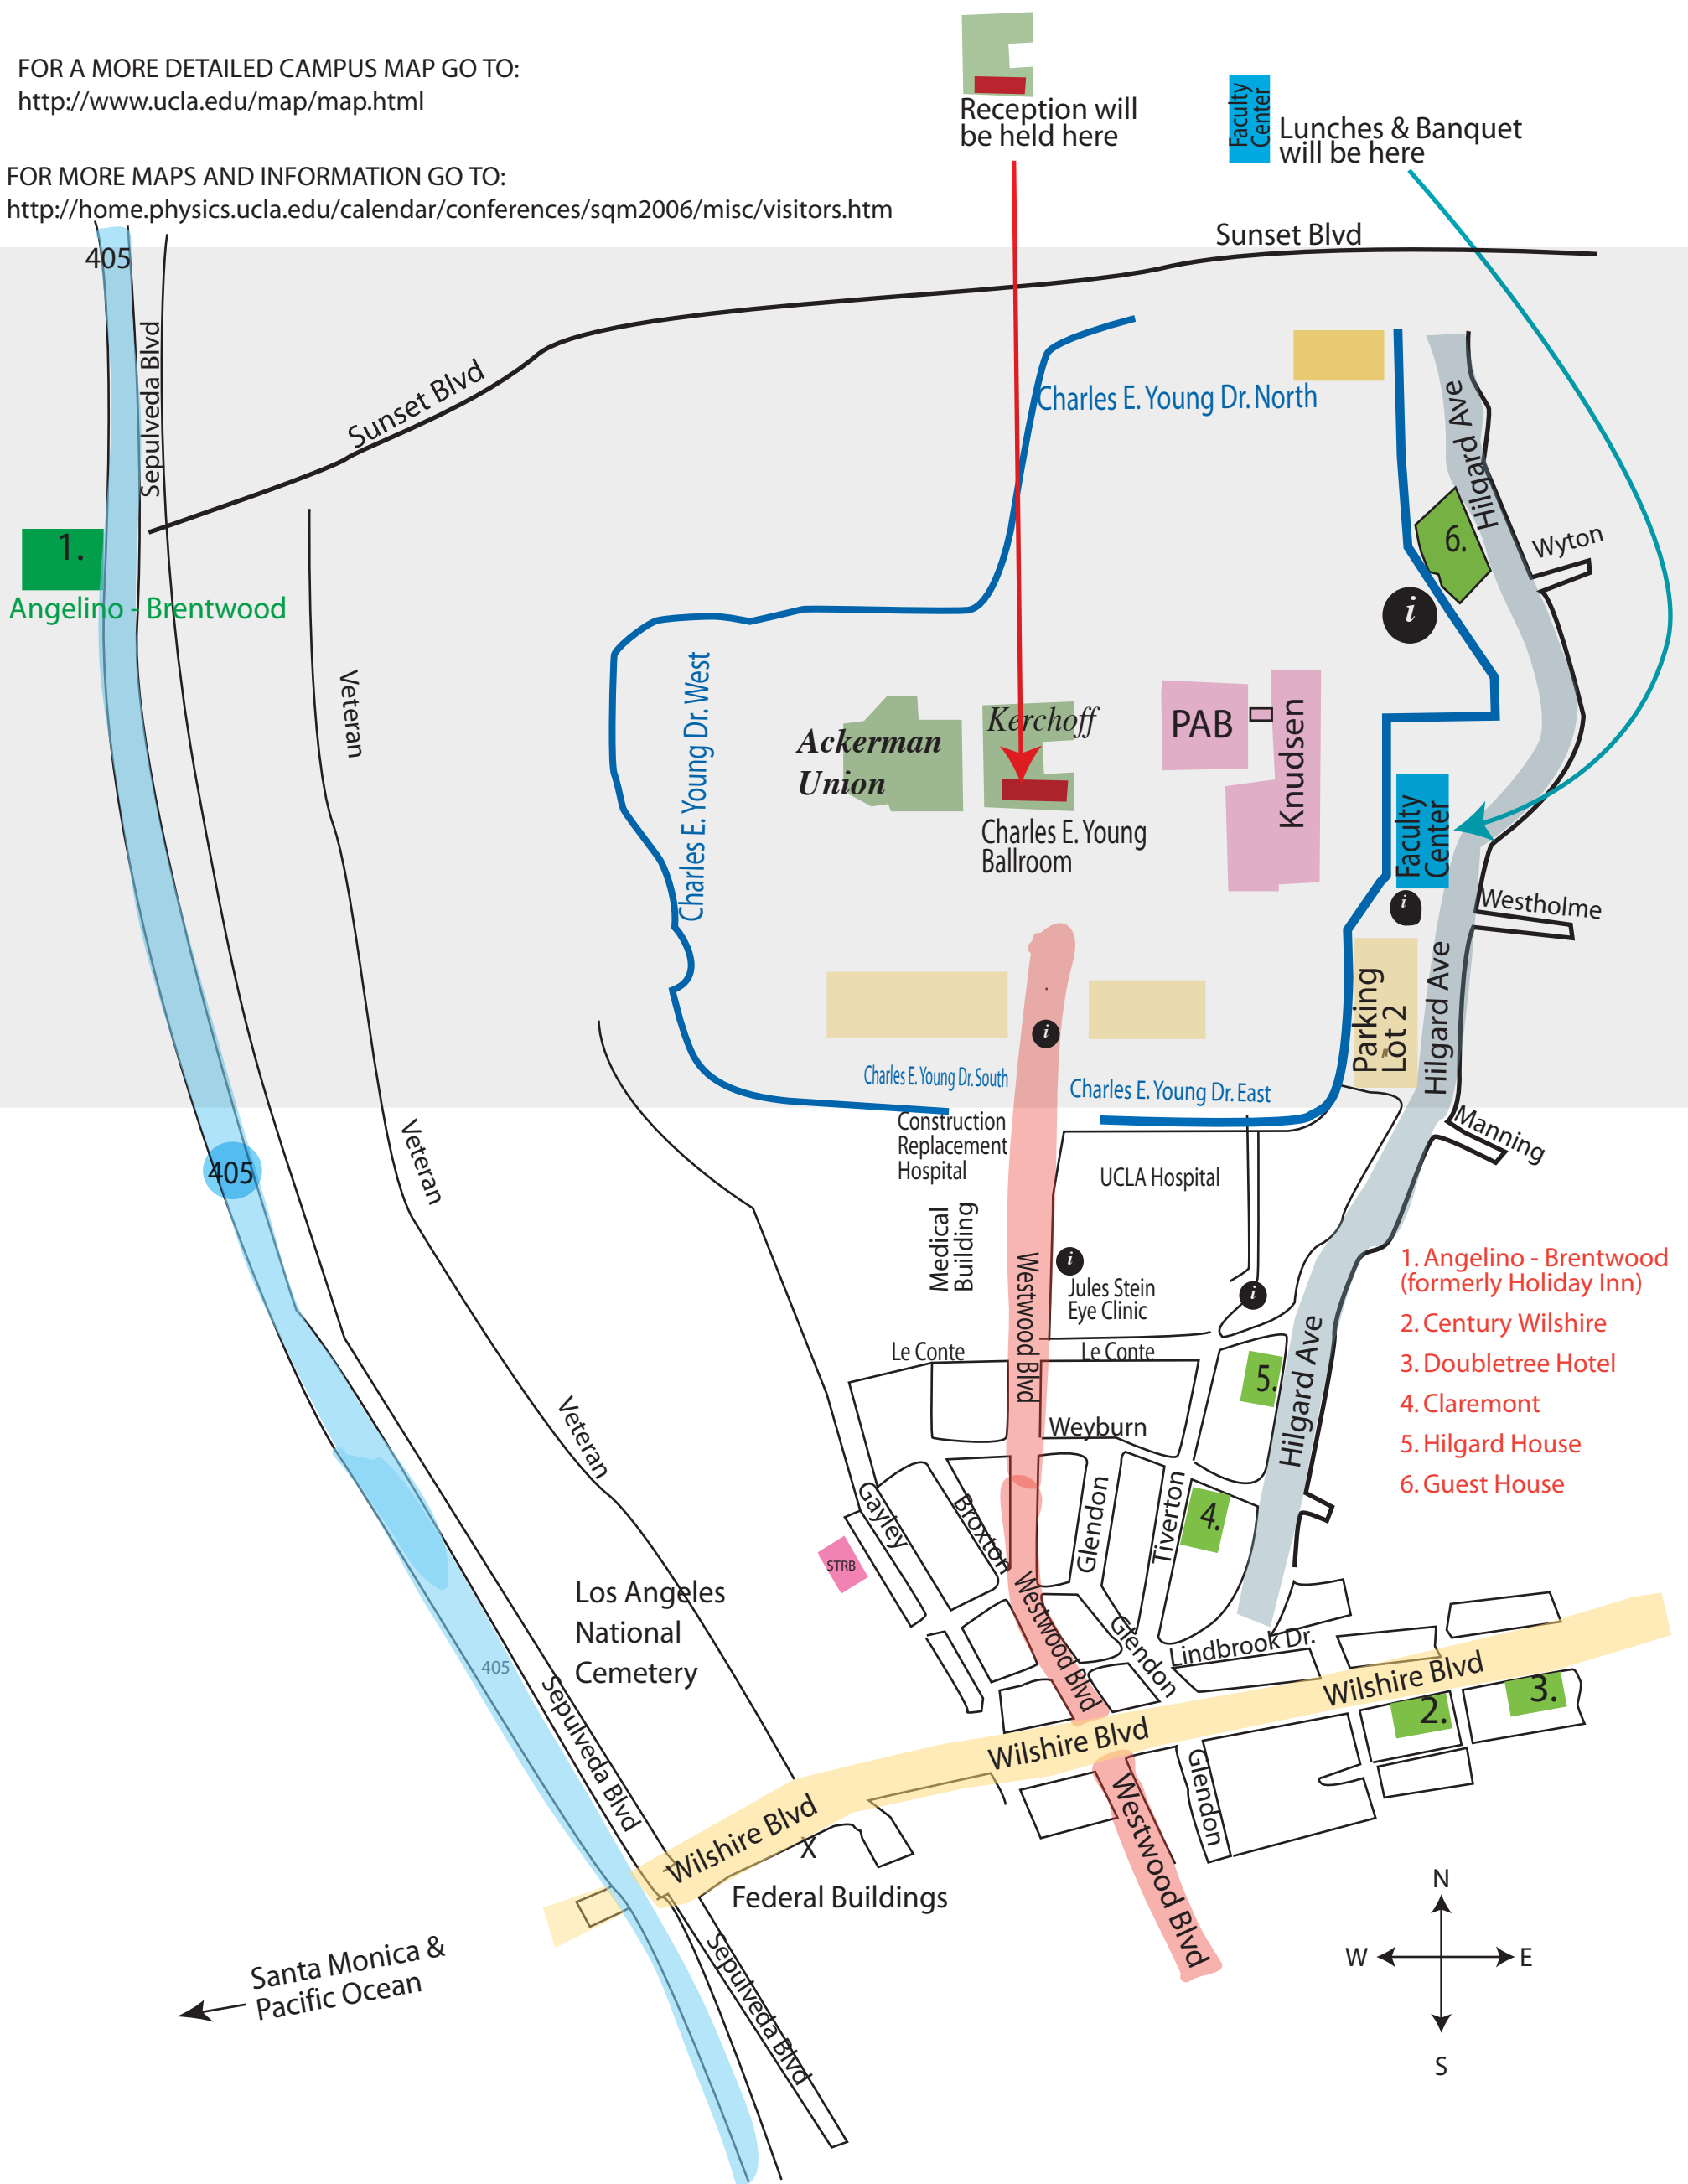 FOR A MORE DETAILED CAMPUS MAP GO TO:
http://www.ucla.edu/map/map.html
FOR MORE MAPS AND INFORMATION GO TO:
http://home.physics.ucla.edu/calendar/conferences/sqm2006/misc/visitors.htm
Reception will
be held here
Faculty
Center
Lunches & Banquet
will be here
405
Sunset Blvd
Sepulveda Blvd
Sunset Blvd
Charles E. Young Dr. North
Hilgard Ave
1.
Angelino - Brentwood
6.
Wyton
i
Veteran
Charles E. Young Dr. West
Ackerman
Union
Kerchoff
Charles E. Young
Ballroom
PAB
Knudsen
Faculty
Center
i
Westholme
Parking
Lot 2
Hilgard Ave
i
Charles E. Young Dr. South
Charles E. Young Dr. East
Construction
Replacement
Hospital
UCLA Hospital
Manning
405
Veteran
Medical
Building
Westwood Blvd
i
Jules Stein
Eye Clinic
i
1. Angelino - Brentwood
(formerly Holiday Inn)
2. Century Wilshire
3. Doubletree Hotel
4. Claremont
5. Hilgard House
6. Guest House
Le Conte
Le Conte
5.
Hilgard Ave
Weyburn
Veteran
Gayley
Broxton
Glendon
Tiverton
4.
STRB
Los Angeles
National
Cemetery
Westwood Blvd
Glendon
Lindbrook Dr.
405
Sepulveda Blvd
Wilshire Blvd
Wilshire Blvd
2.
3.
Wilshire Blvd
X
Federal Buildings
Westwood Blvd
Glendon
Sepulveda Blvd
Santa Monica &
Pacific Ocean
N
W
E
S